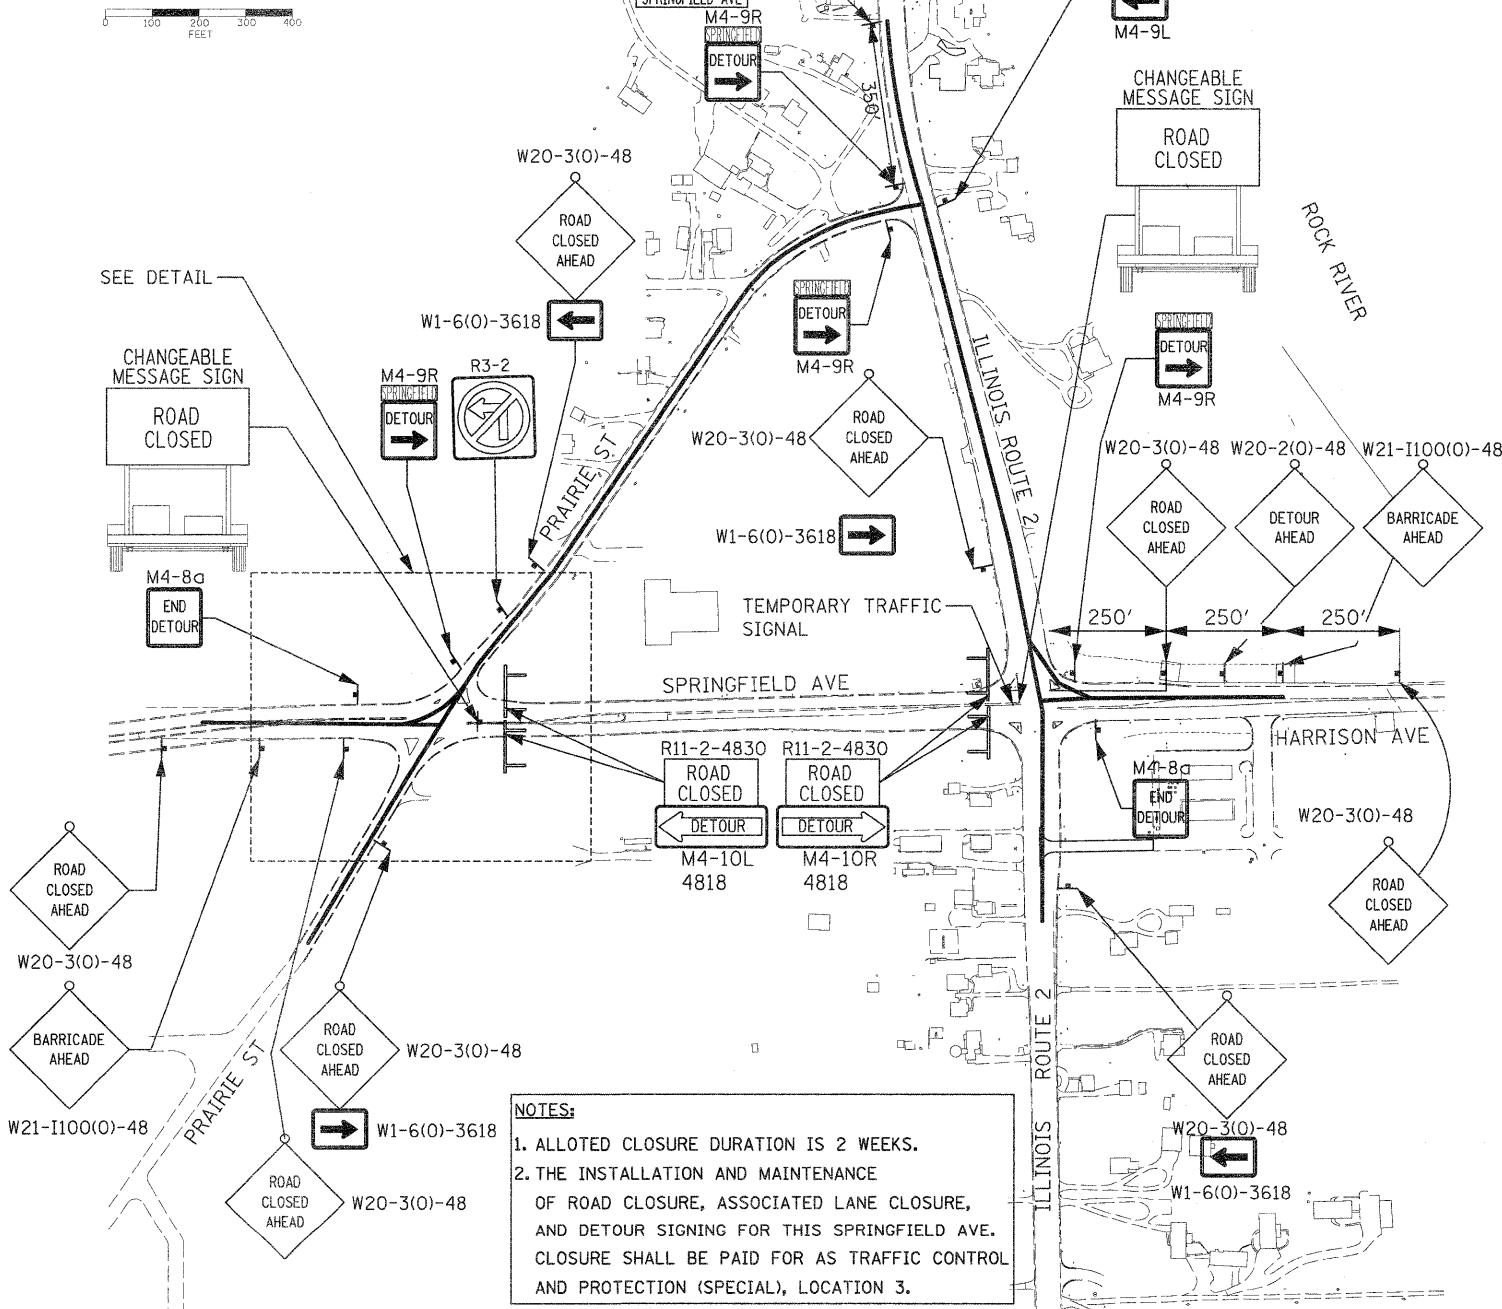 0 100 200 300 400
FEET
SPRINGFIELD AVE
M4-9R
SPRINGFIELD
DETOUR
350'
M4-9L
CHANGEABLE
MESSAGE SIGN
ROAD
CLOSED
ROCK RIVER
W20-3(O)-48
ROAD
CLOSED
AHEAD
W1-6(O)-3618
SEE DETAIL
CHANGEABLE
MESSAGE SIGN
ROAD
CLOSED
M4-9R
SPRINGFIELD
DETOUR
R3-2
SPRINGFIELD
DETOUR
M4-9R
SPRINGFIELD
DETOUR
M4-9R
ILLINOIS ROUTE 2
PRAIRIE ST
W20-3(O)-48
ROAD
CLOSED
AHEAD
W1-6(O)-3618
W20-3(O)-48
ROAD
CLOSED
AHEAD
W20-2(O)-48
DETOUR
AHEAD
W21-I100(O)-48
BARRICADE
AHEAD
M4-8a
END
DETOUR
TEMPORARY TRAFFIC
SIGNAL
250'
250'
250'
SPRINGFIELD AVE
HARRISON AVE
R11-2-4830
ROAD
CLOSED
DETOUR
M4-10L
4818
R11-2-4830
ROAD
CLOSED
DETOUR
M4-10R
4818
M4-8a
END
DETOUR
W20-3(O)-48
ROAD
CLOSED
AHEAD
ROAD
CLOSED
AHEAD
W20-3(O)-48
BARRICADE
AHEAD
W21-I100(O)-48
PRAIRIE ST
ROAD
CLOSED
AHEAD
W20-3(O)-48
W1-6(O)-3618
ROAD
CLOSED
AHEAD
W20-3(O)-48
ILLINOIS ROUTE 2
ROAD
CLOSED
AHEAD
W20-3(O)-48
W1-6(O)-3618
NOTES:
1. ALLOTED CLOSURE DURATION IS 2 WEEKS.
2. THE INSTALLATION AND MAINTENANCE
OF ROAD CLOSURE, ASSOCIATED LANE CLOSURE,
AND DETOUR SIGNING FOR THIS SPRINGFIELD AVE.
CLOSURE SHALL BE PAID FOR AS TRAFFIC CONTROL
AND PROTECTION (SPECIAL), LOCATION 3.